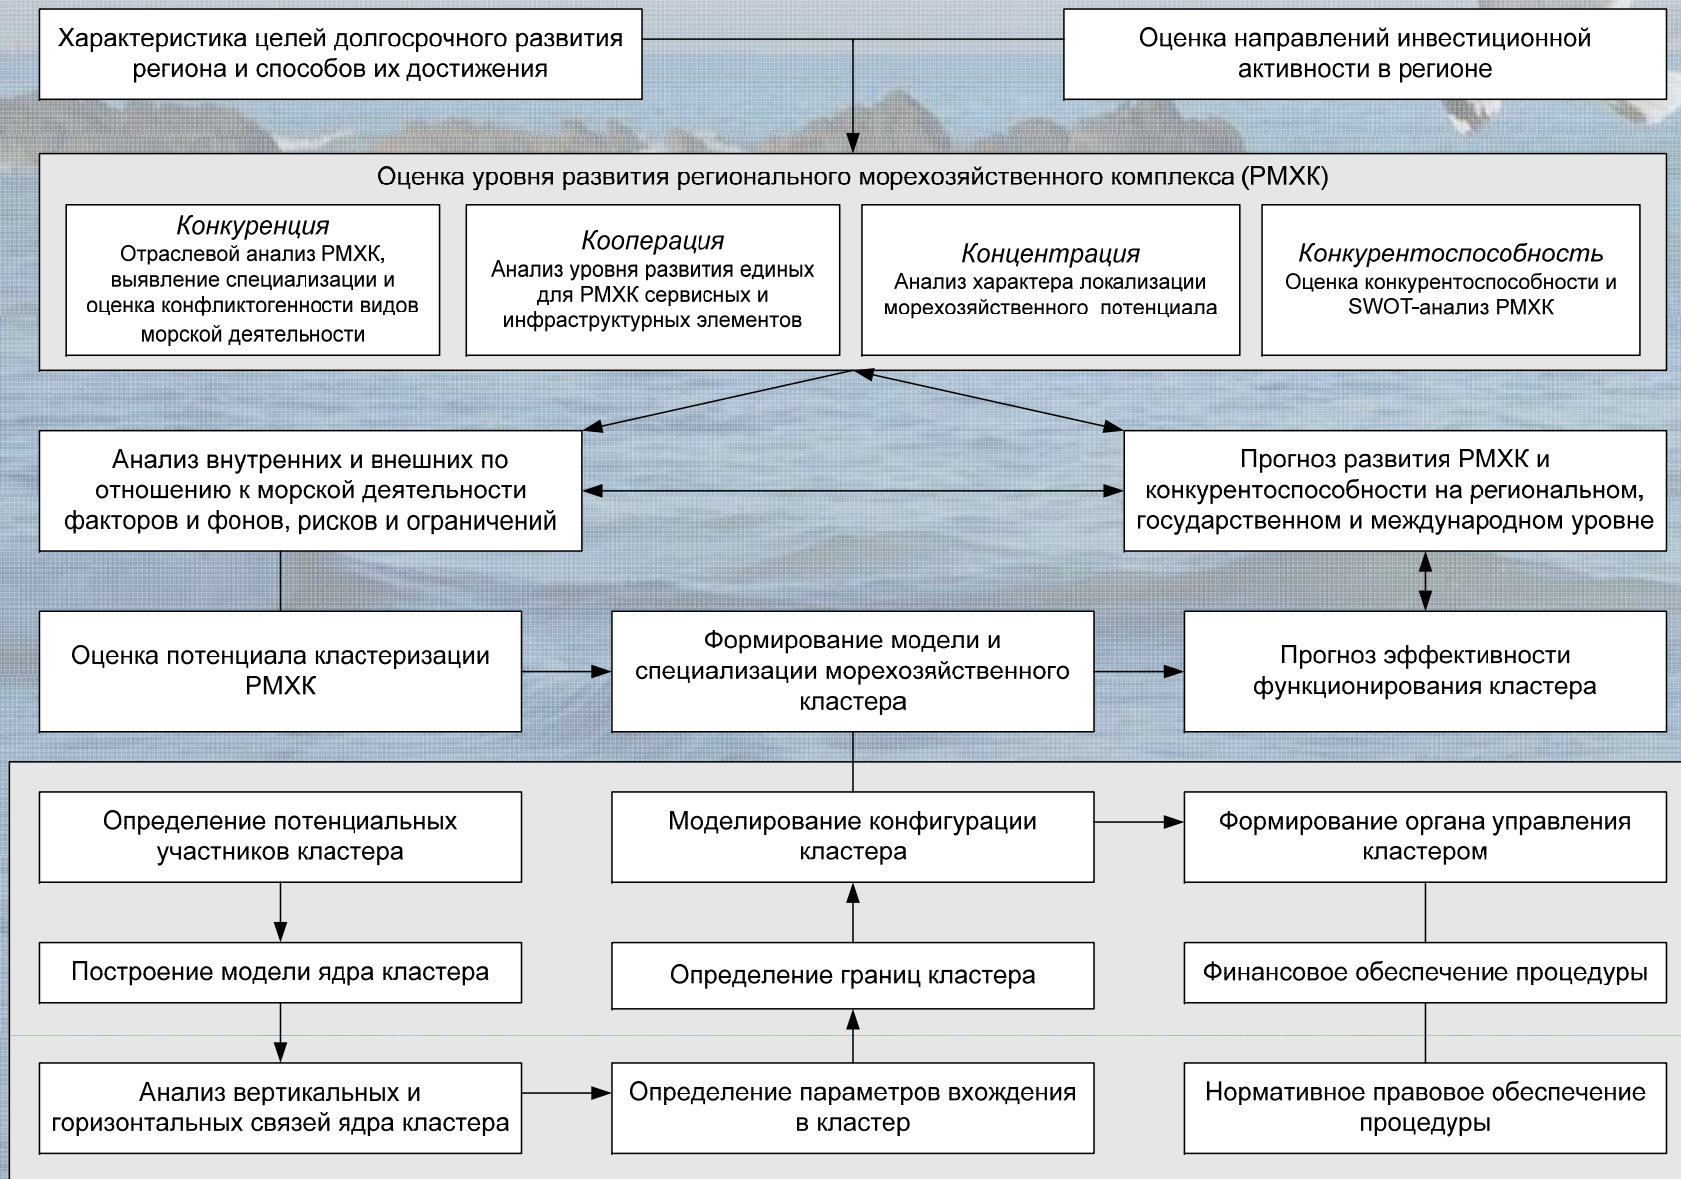 Характеристика целей долгосрочного развития
региона и способов их достижения
Оценка направлений инвестиционной
активности в регионе
Оценка уровня развития регионального морехозяйственного комплекса (РМХК)
Конкуренция
Отраслевой анализ РМХК,
выявление специализации и
оценка конфликтогенности видов
морской деятельности
Кооперация
Анализ уровня развития единых
для РМХК сервисных и
инфраструктурных элементов
Концентрация
Анализ характера локализации
морехозяйственного потенциала
Конкурентоспособность
Оценка конкурентоспособности и
SWOT-анализ РМХК
Анализ внутренних и внешних по
отношению к морской деятельности
факторов и фонов, рисков и ограничений
Прогноз развития РМХК и
конкурентоспособности на региональном,
государственном и международном уровне
Оценка потенциала кластеризации
РМХК
Формирование модели и
специализации морехозяйственного
кластера
Прогноз эффективности
функционирования кластера
Определение потенциальных
участников кластера
Моделирование конфигурации
кластера
Формирование органа управления
кластером
Построение модели ядра кластера
Определение границ кластера
Финансовое обеспечение процедуры
Анализ вертикальных и
горизонтальных связей ядра кластера
Определение параметров вхождения
в кластер
Нормативное правовое обеспечение
процедуры